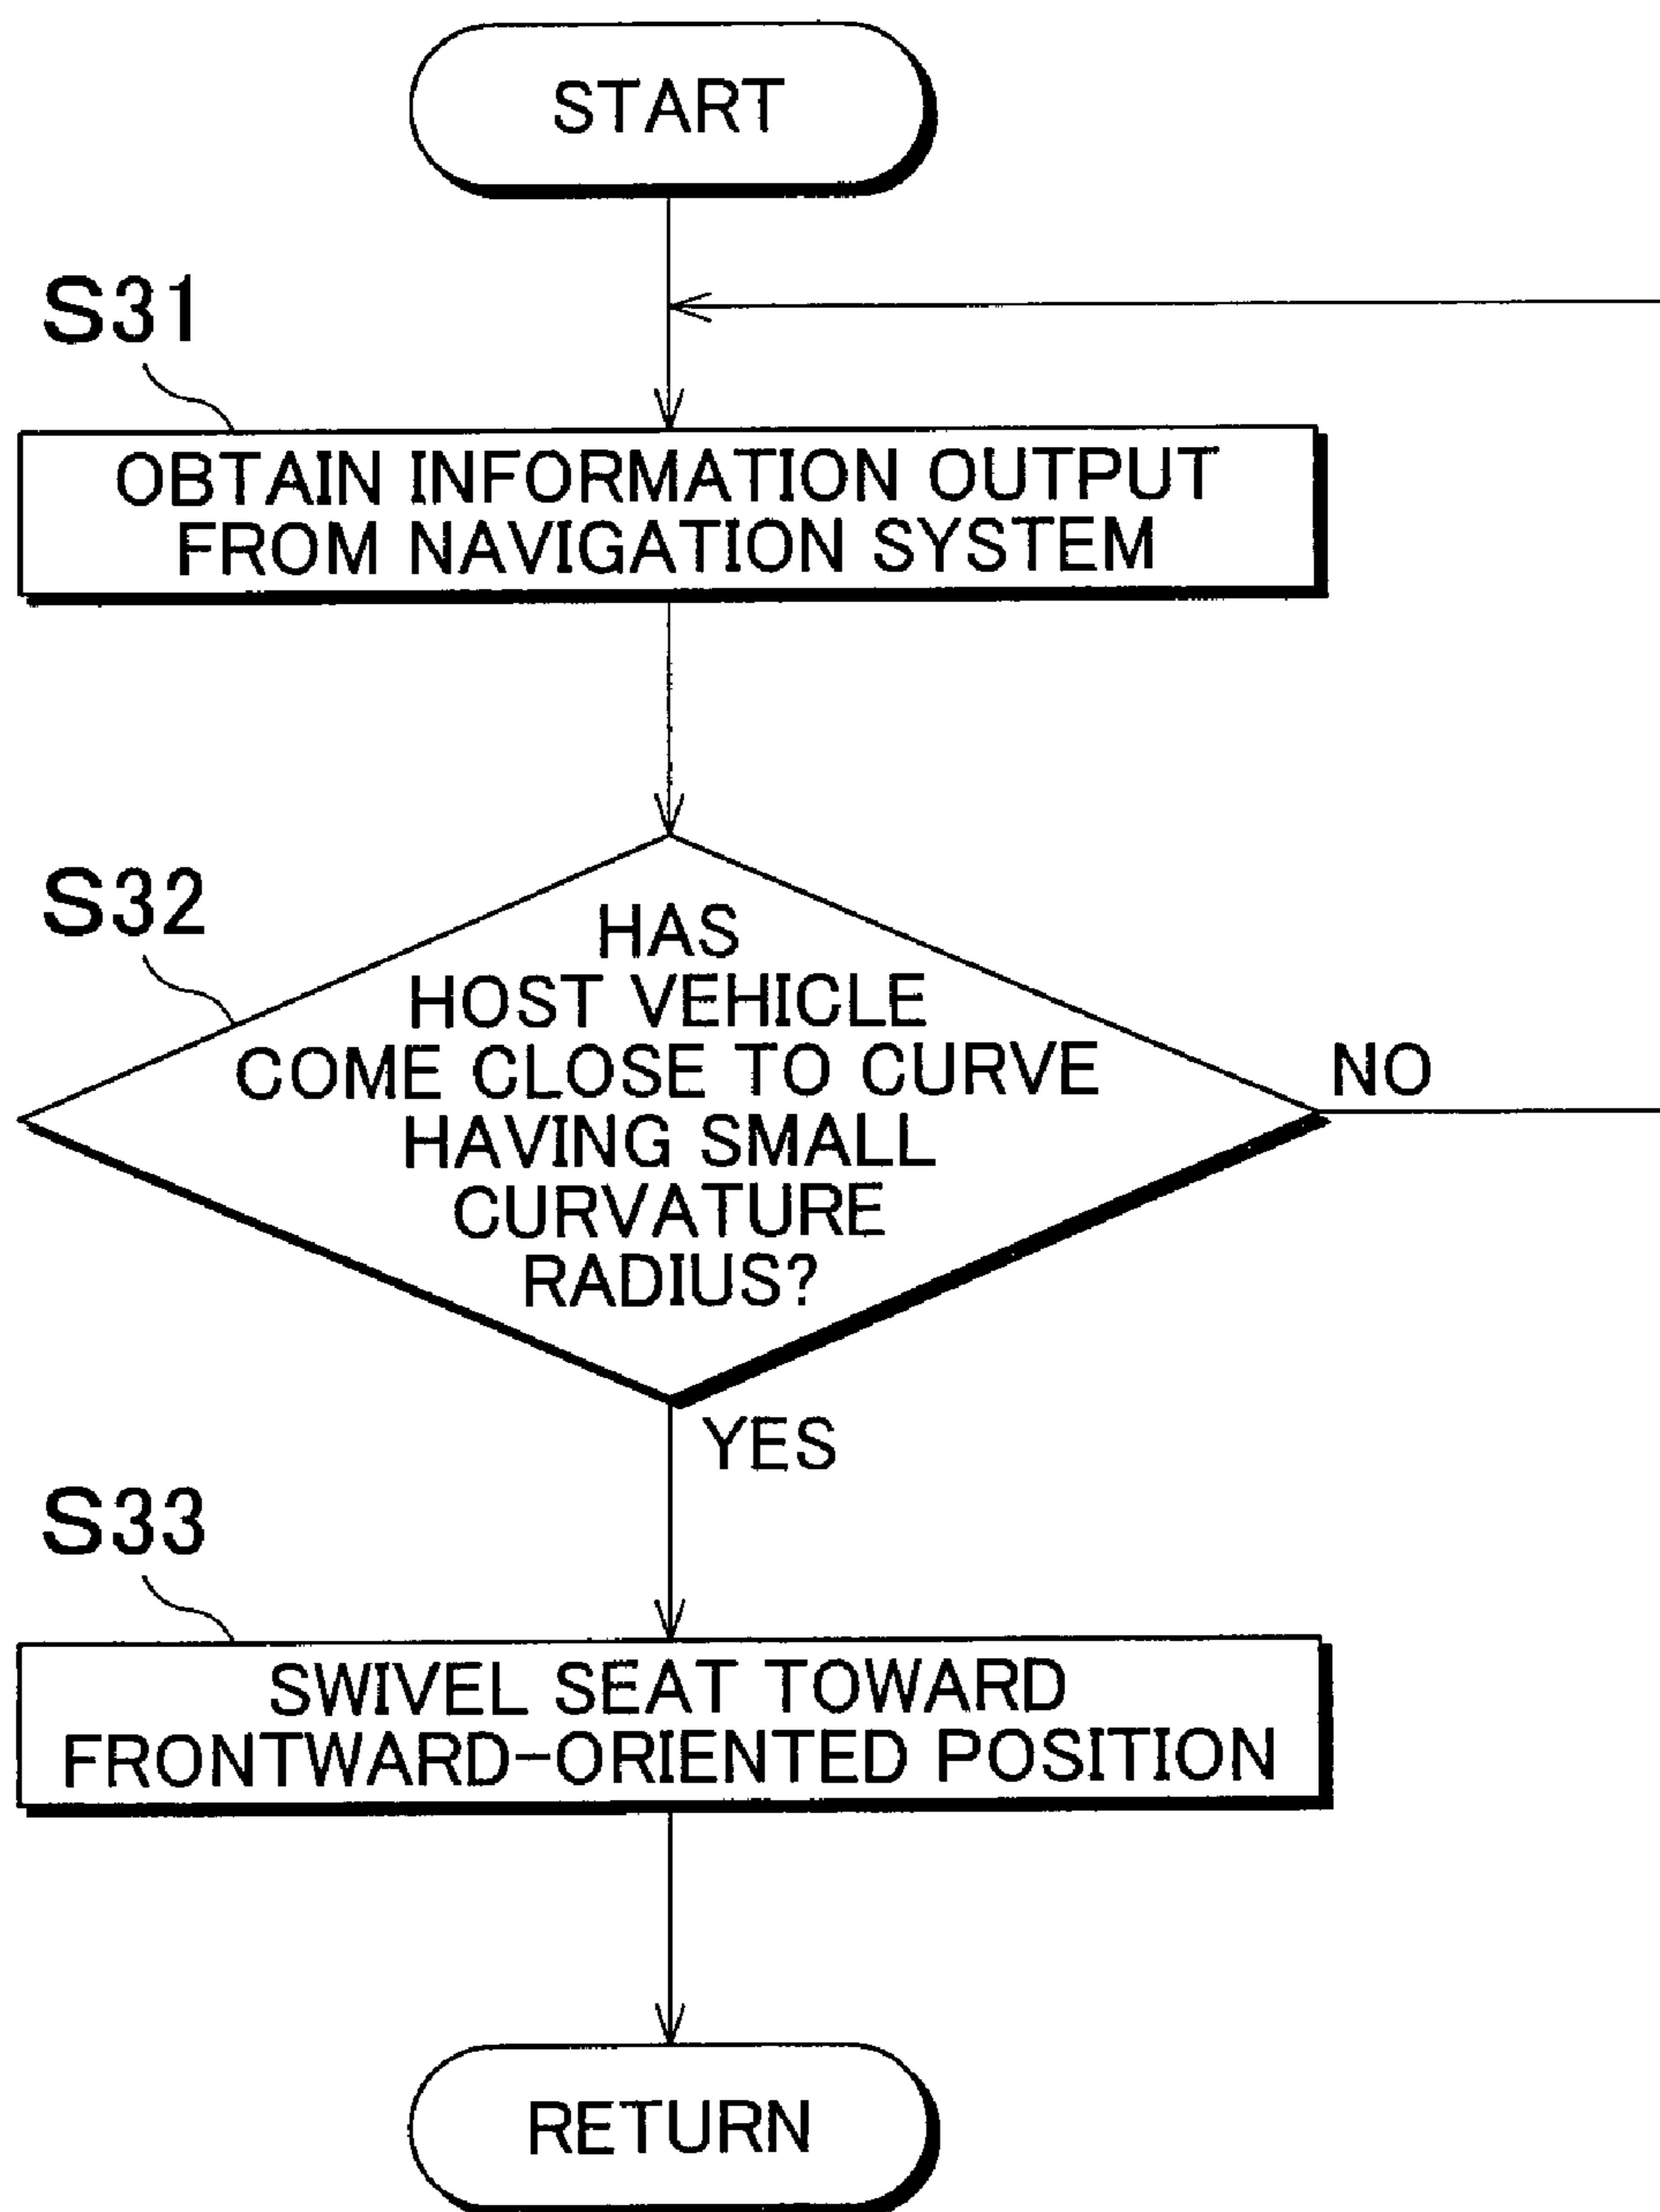 START
S31
OBTAIN INFORMATION OUTPUT
FROM NAVIGATION SYSTEM
S32
HAS
HOST VEHICLE
COME CLOSE TO CURVE
HAVING SMALL
CURVATURE
RADIUS?
NO
YES
S33
SWIVEL SEAT TOWARD
FRONTWARD-ORIENTED POSITION
RETURN